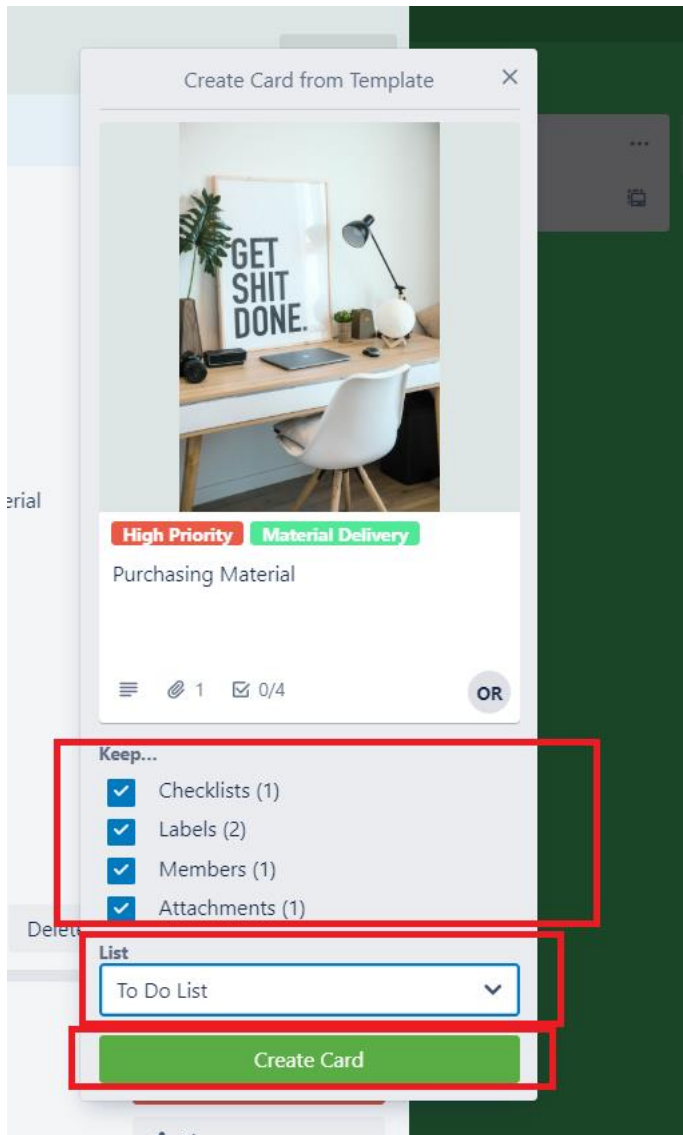 Create Card from Template
GET
SHIT
DONE.
High Priority Material Delivery
Purchasing Material
1 0/4 OR
Keep...
Checklists (1)
Labels (2)
Members (1)
Attachments (1)
List
To Do List
Create Card
erial
Delete